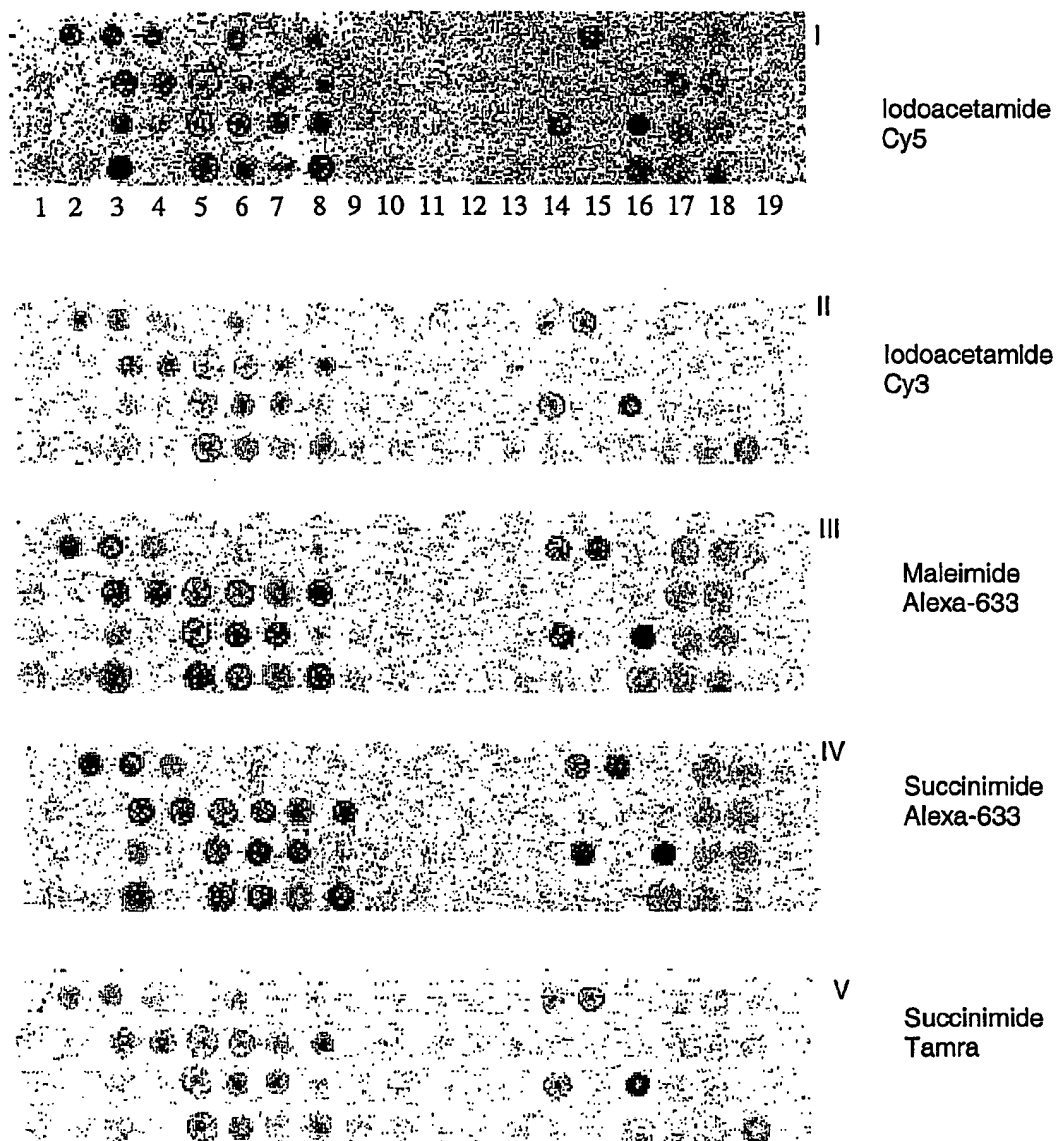 I
Iodoacetamide
Cy5
1 2 3 4 5 6 7 8 9 10 11 12 13 14 15 16 17 18 19
II
Iodoacetamide
Cy3
III
Maleimide
Alexa-633
IV
Succinimide
Alexa-633
V
Succinimide
Tamra